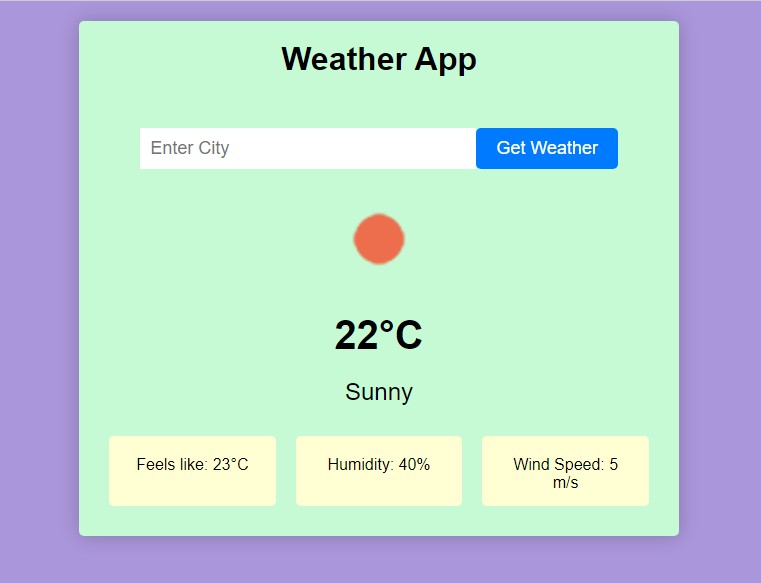 Weather App
Enter City
Get Weather
22°C
Sunny
Feels like: 23°C
Humidity: 40%
Wind Speed: 5
m/s